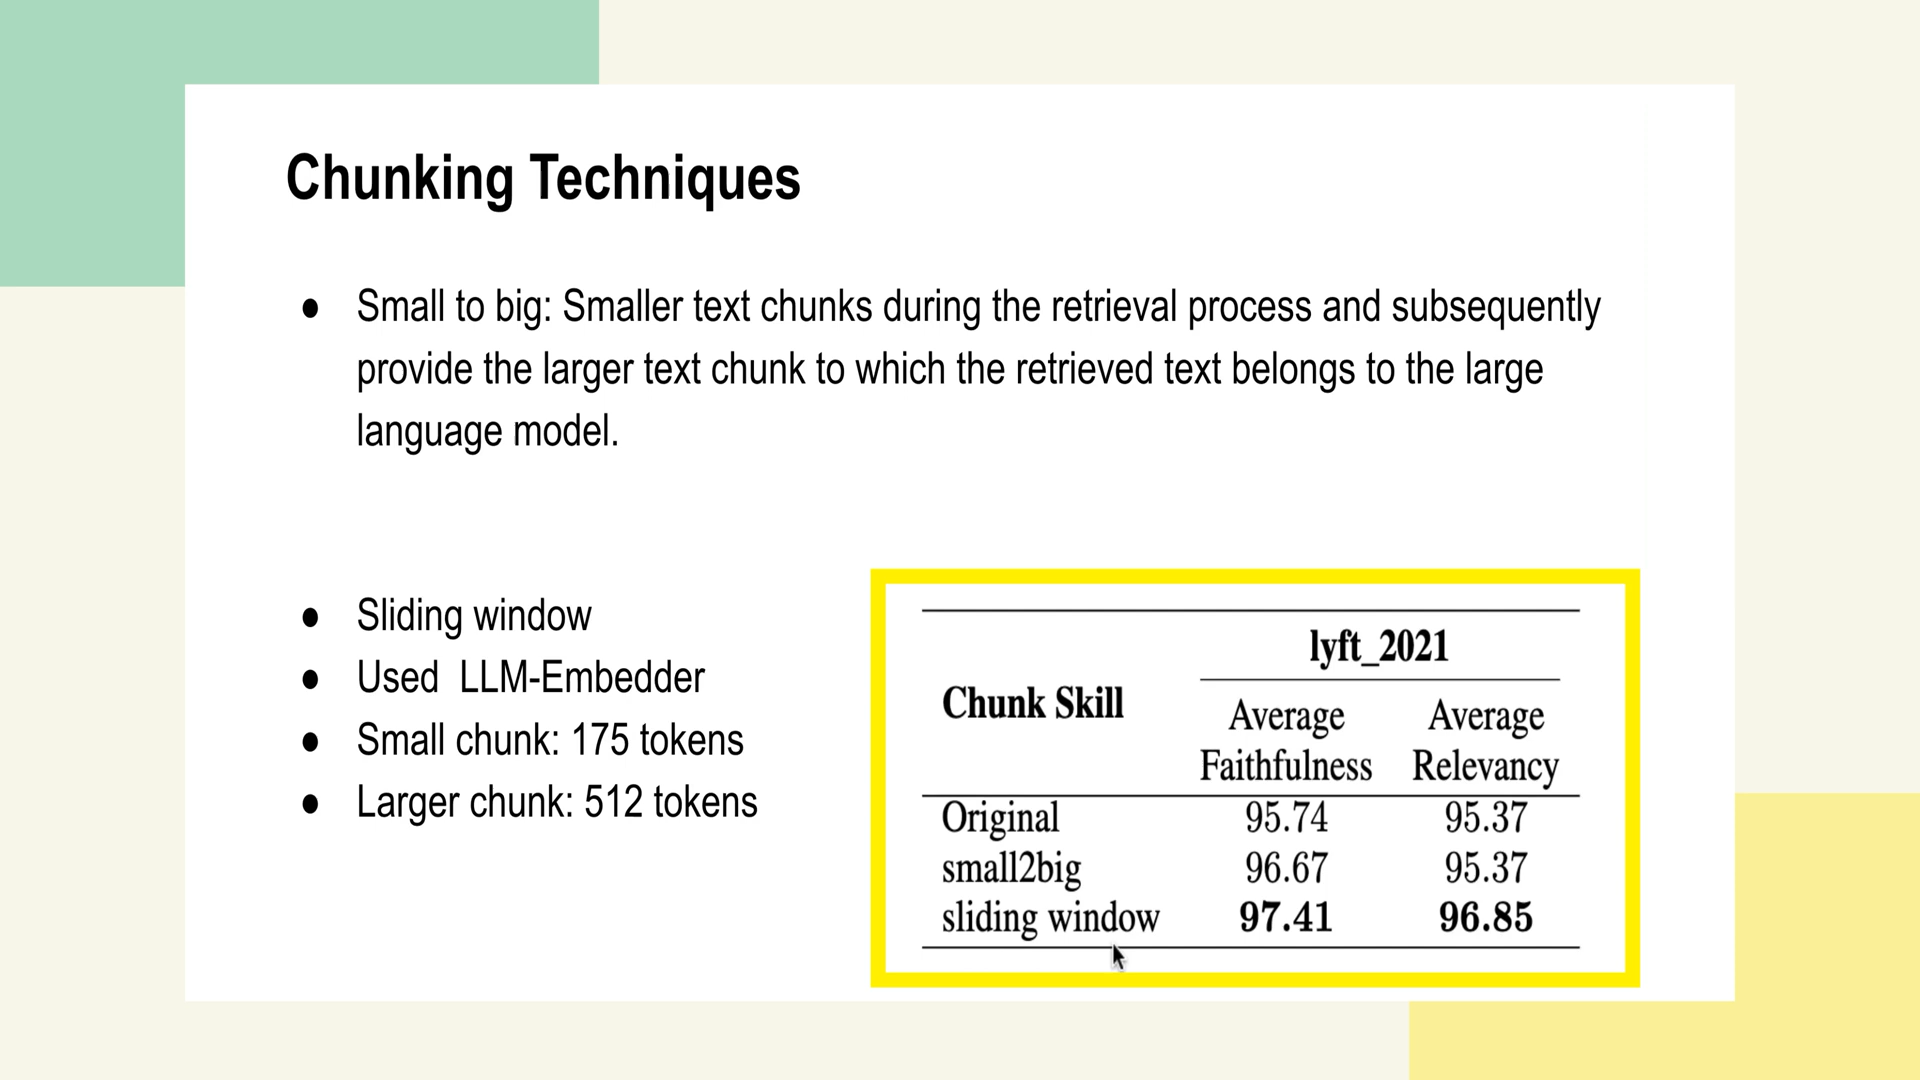 Chunking Techniques
● Small to big: Smaller text chunks during the retrieval process and subsequently
provide the larger text chunk to which the retrieved text belongs to the large
language model.
● Sliding window
● Used  LLM-Embedder
● Small chunk: 175 tokens
● Larger chunk: 512 tokens
lyft_2021
Chunk Skill
Average Average
Faithfulness Relevancy
Original 95.74 95.37
small2big 96.67 95.37
sliding window 97.41 96.85